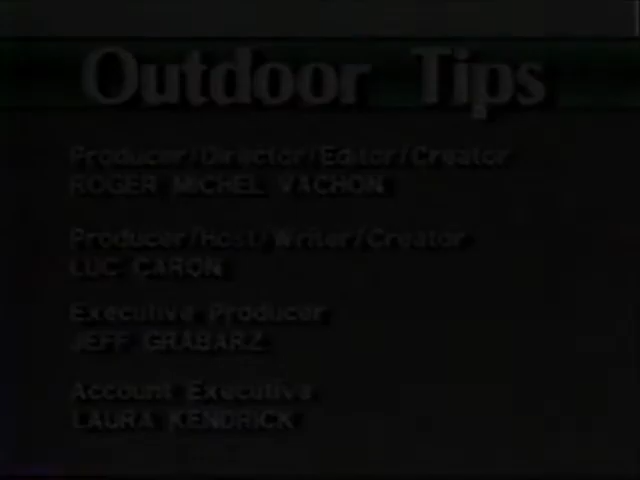 Outdoor Tips
Producer/Director/Editor/Creator
ROGER MICHEL VACHON
Producer/Host/Writer/Creator
LUC CARON
Executive Producer
JEFF GRABARZ
Account Executive
LAURA KENDRICK